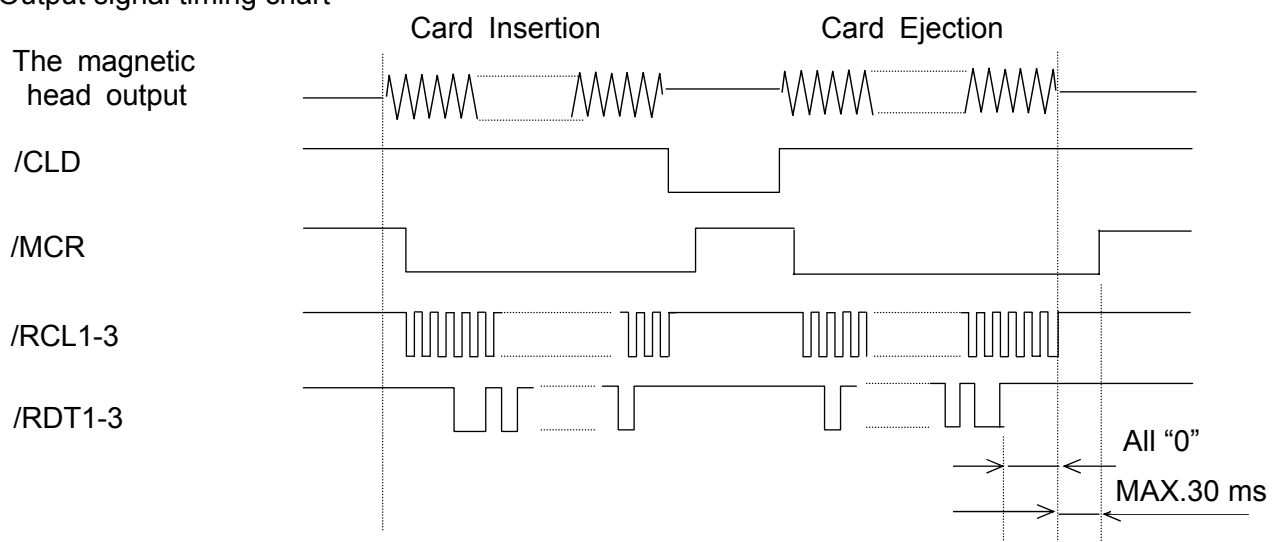 Output signal timing chart
Card Insertion
Card Ejection
The magnetic
head output
/CLD
/MCR
/RCL1-3
/RDT1-3
All “0”
MAX.30 ms